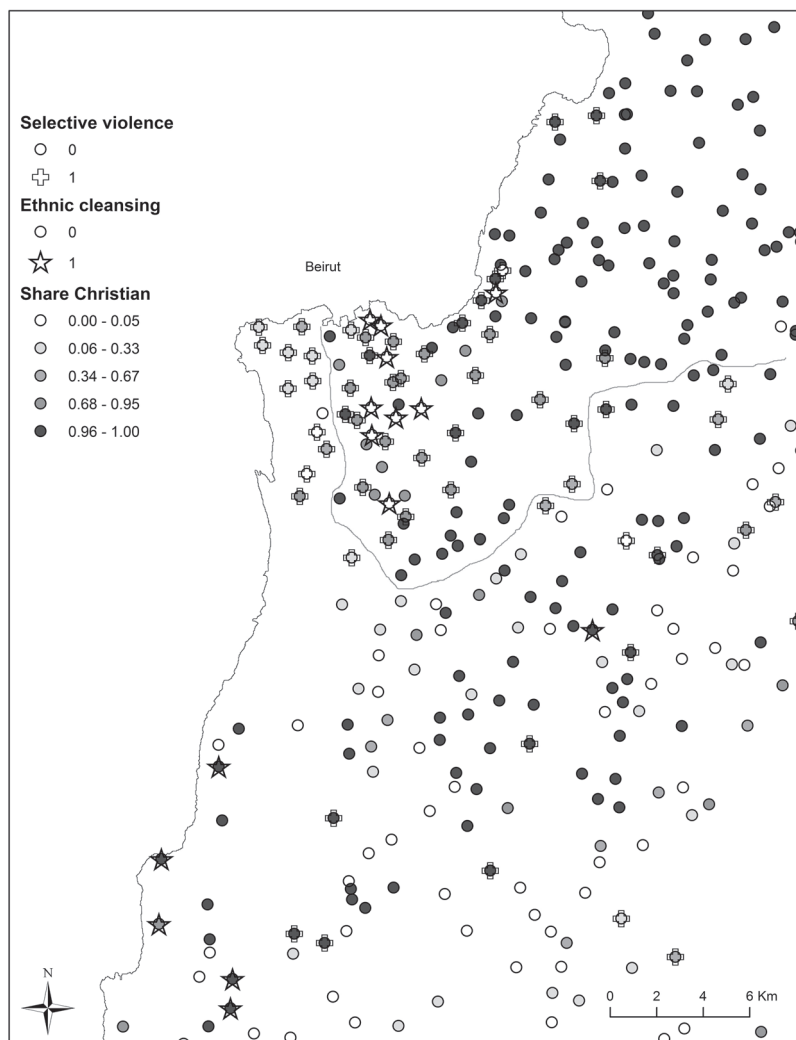 Selective violence
0
1
Ethnic cleansing
0
1
Share Christian
0.00 - 0.05
0.06 - 0.33
0.34 - 0.67
0.68 - 0.95
0.96 - 1.00
Beirut
N
0 2 4 6 Km